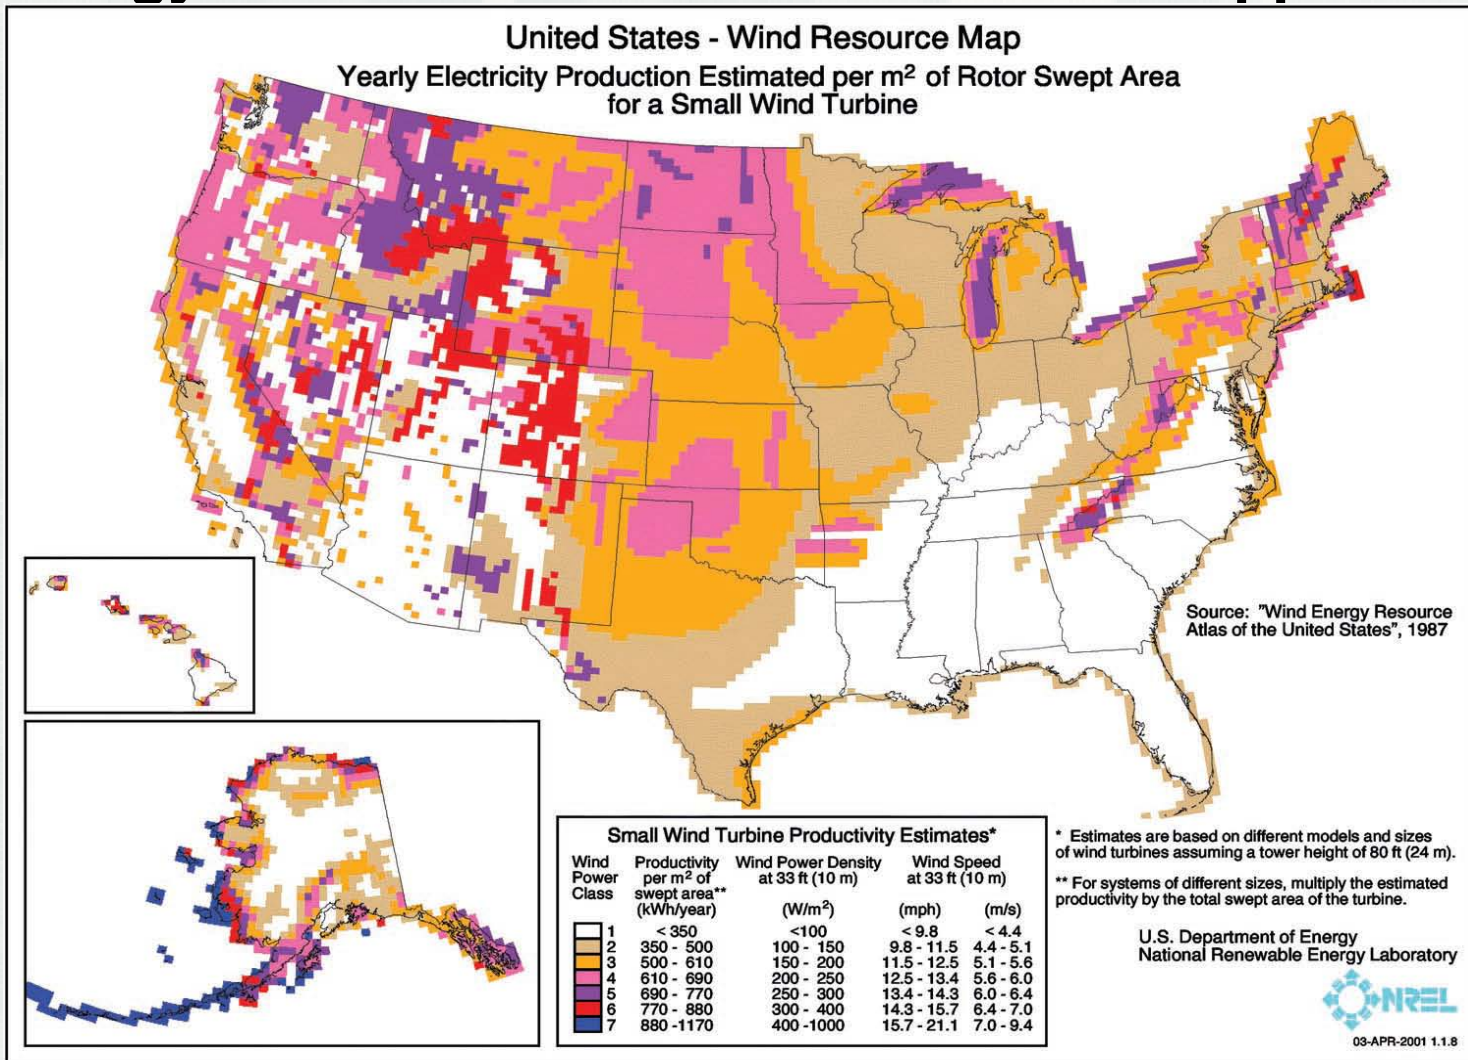 United States - Wind Resource Map
Yearly Electricity Production Estimated per m² of Rotor Swept Area
for a Small Wind Turbine
Source: "Wind Energy Resource
Atlas of the United States", 1987
Small Wind Turbine Productivity Estimates*
Wind Power Class Productivity per m² of swept area** (kWh/year) Wind Power Density at 33 ft (10 m) (W/m²) Wind Speed at 33 ft (10 m) (mph) (m/s)
1 < 350 <100 < 9.8 < 4.4
2 350 - 500 100 - 150 9.8 - 11.5 4.4 - 5.1
3 500 - 610 150 - 200 11.5 - 12.5 5.1 - 5.6
4 610 - 690 200 - 250 12.5 - 13.4 5.6 - 6.0
5 690 - 770 250 - 300 13.4 - 14.3 6.0 - 6.4
6 770 - 880 300 - 400 14.3 - 15.7 6.4 - 7.0
7 880 -1170 400 -1000 15.7 - 21.1 7.0 - 9.4
* Estimates are based on different models and sizes
of wind turbines assuming a tower height of 80 ft (24 m).
** For systems of different sizes, multiply the estimated
productivity by the total swept area of the turbine.
U.S. Department of Energy
National Renewable Energy Laboratory
NREL
03-APR-2001 1.1.8